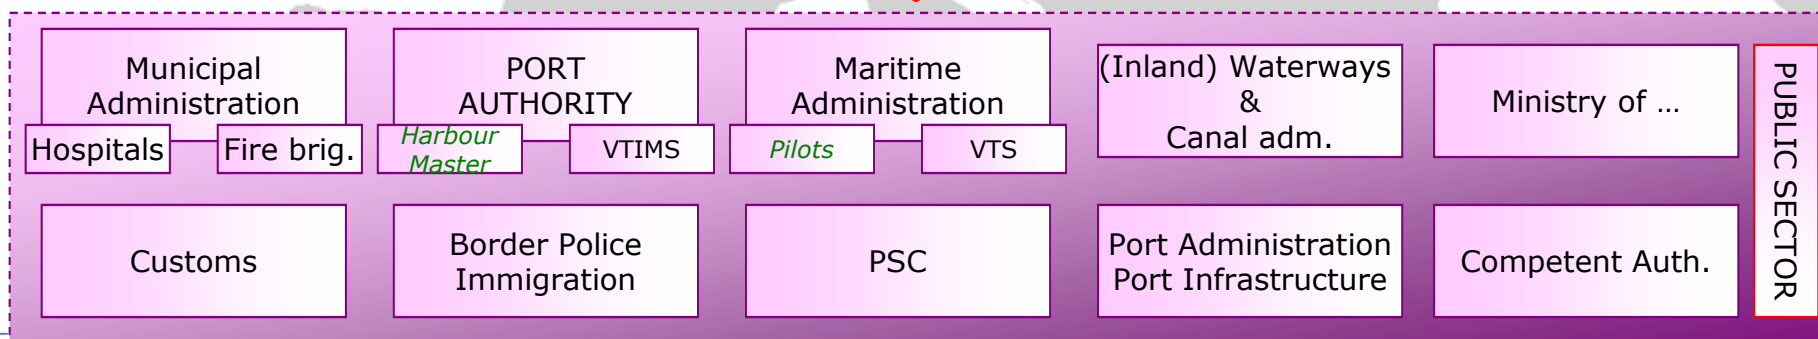 Municipal
Administration
Hospitals
Fire brig.
PORT
AUTHORITY
Harbour
Master
VTIMS
Maritime
Administration
Pilots
VTS
(Inland) Waterways
&
Canal adm.
Ministry of …
Customs
Border Police
Immigration
PSC
Port Administration
Port Infrastructure
Competent Auth.
PUBLIC SECTOR